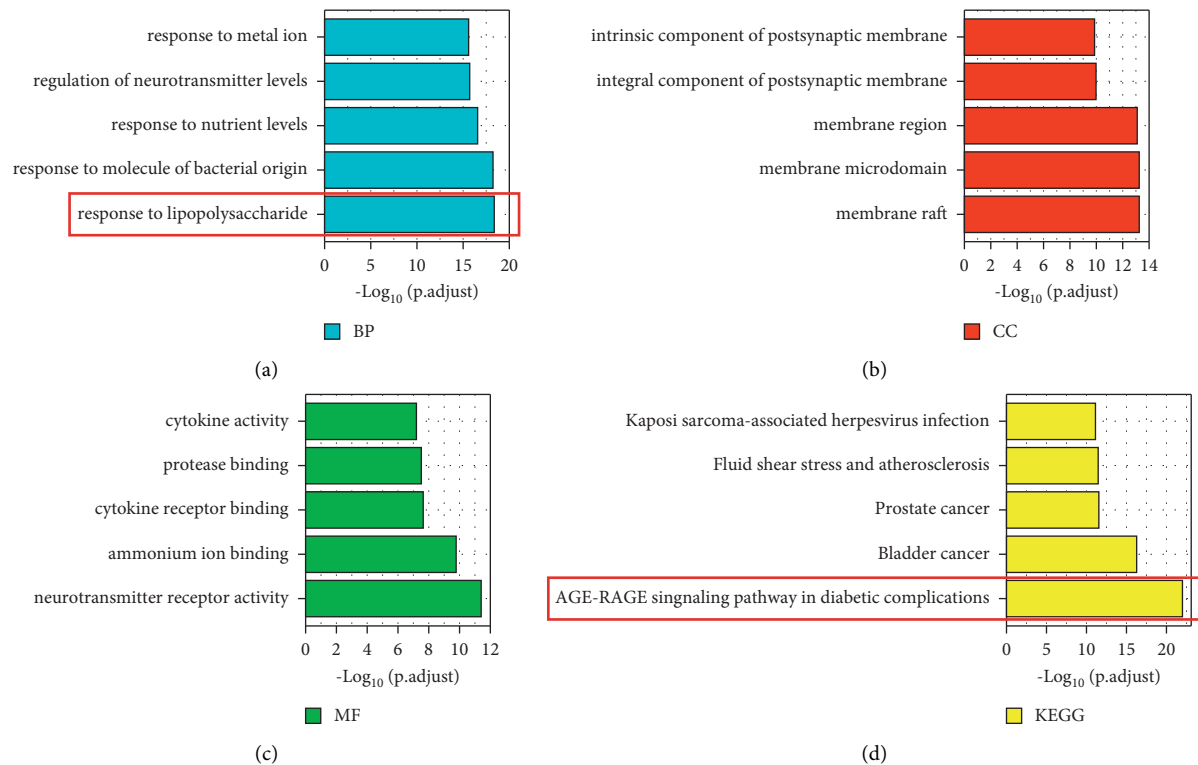 response to metal ion
regulation of neurotransmitter levels
response to nutrient levels
response to molecule of bacterial origin
response to lipopolysaccharide
0 5 10 15 20
-Log10 (p.adjust)
BP
(a)
intrinsic component of postsynaptic membrane
integral component of postsynaptic membrane
membrane region
membrane microdomain
membrane raft
0 2 4 6 8 10 12 14
-Log10 (p.adjust)
CC
(b)
cytokine activity
protease binding
cytokine receptor binding
ammonium ion binding
neurotransmitter receptor activity
0 2 4 6 8 10 12
-Log10 (p.adjust)
MF
(c)
Kaposi sarcoma-associated herpesvirus infection
Fluid shear stress and atherosclerosis
Prostate cancer
Bladder cancer
AGE-RAGE singnaling pathway in diabetic complications
0 5 10 15 20
-Log10 (p.adjust)
KEGG
(d)